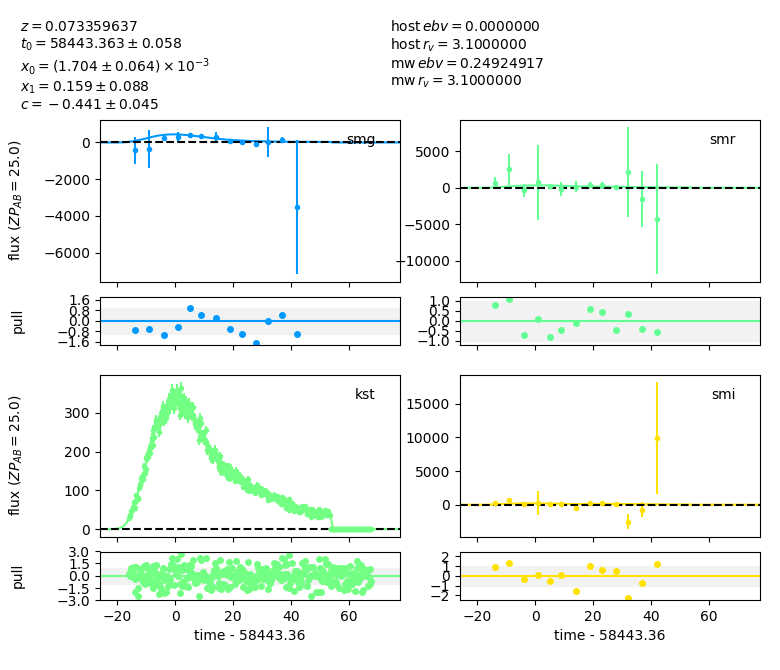 z = 0.073359637
t₀ = 58443.363 ± 0.058
x₀ = (1.704 ± 0.064) × 10⁻³
x₁ = 0.159 ± 0.088
c = −0.441 ± 0.045
host ebv = 0.0000000
host r_v = 3.1000000
mw ebv = 0.24924917
mw r_v = 3.1000000
smg
0
−2000
−4000
−6000
flux (ZP_AB = 25.0)
smr
5000
0
−5000
−10000
1.6
0.8
0.0
−0.8
−1.6
pull
1.0
0.5
0.0
−0.5
−1.0
kst
300
200
100
0
flux (ZP_AB = 25.0)
smi
15000
10000
5000
0
3.0
1.5
0.0
−1.5
−3.0
pull
2
1
0
−1
−2
−20 0 20 40 60
time - 58443.36
−20 0 20 40 60
time - 58443.36